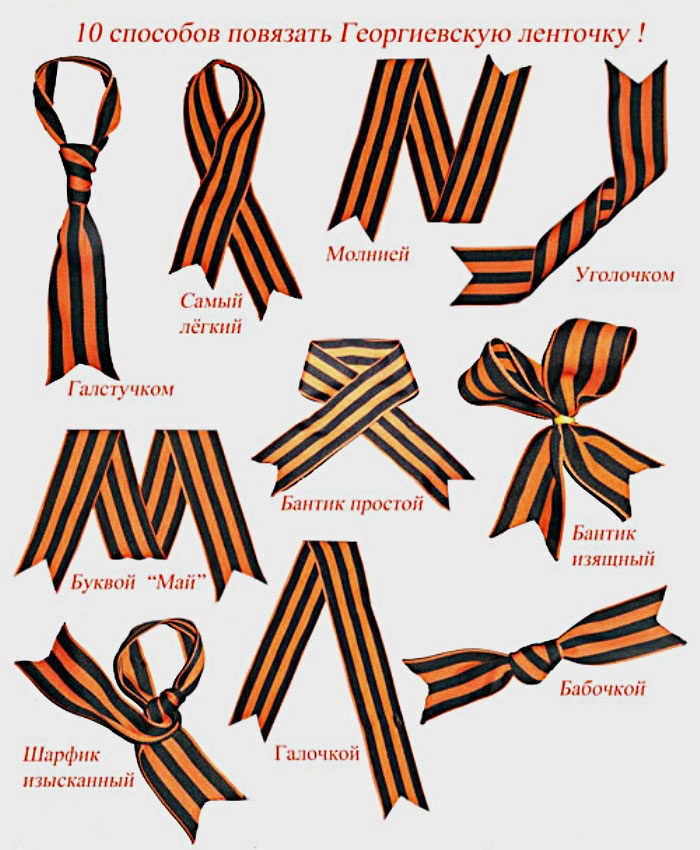 10 способов повязать Георгиевскую ленточку !
Галстучком
Самый
лёгкий
Молнией
Уголочком
Буквой “Май”
Бантик простой
Бантик
изящный
Шарфик
изысканный
Галочкой
Бабочкой